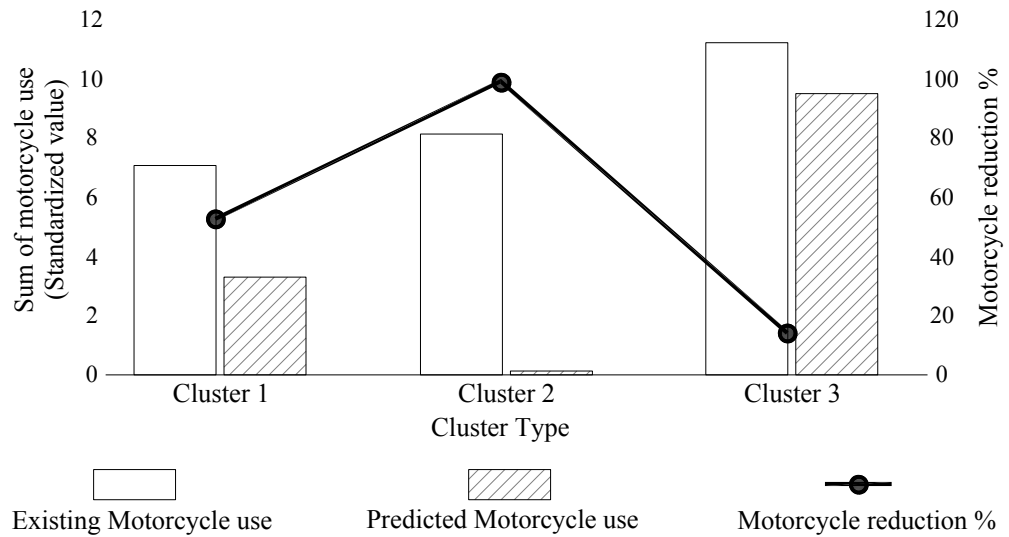 12
10
8
6
4
2
0
Sum of motorcycle use
(Standardized value)
120
100
80
60
40
20
0
Motorcycle reduction %
Cluster 1
Cluster 2
Cluster 3
Cluster Type
Existing Motorcycle use
Predicted Motorcycle use
Motorcycle reduction %